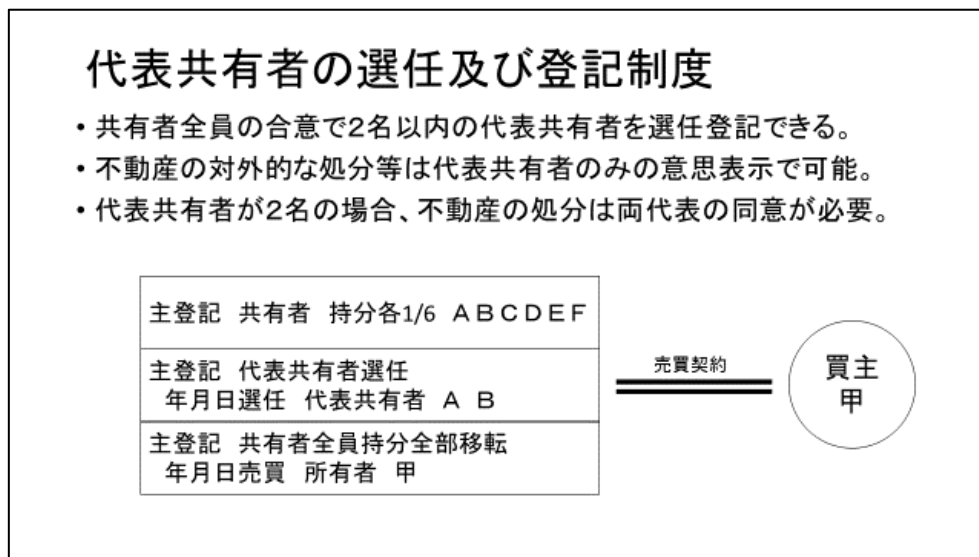 代表共有者の選任及び登記制度
• 共有者全員の合意で2名以内の代表共有者を選任登記できる。
• 不動産の対外的な処分等は代表共有者のみの意思表示で可能。
• 代表共有者が2名の場合、不動産の処分は両代表の同意が必要。
主登記 共有者 持分各1/6 ＡＢＣＤＥＦ
主登記 代表共有者選任
年月日選任 代表共有者 Ａ Ｂ
主登記 共有者全員持分全部移転
年月日売買 所有者 甲
売買契約
買主
甲